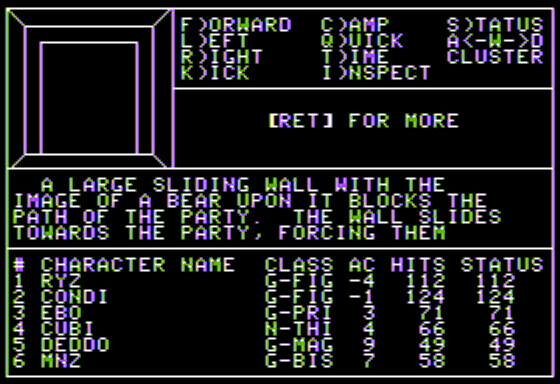 F)ORWARD C)AMP S)TATUS
L)EFT Q)UICK A<-W->D
R)IGHT T)IME CLUSTER
K)ICK I)NSPECT
[RET] FOR MORE
A LARGE SLIDING WALL WITH THE
IMAGE OF A BEAR UPON IT BLOCKS THE
PATH OF THE PARTY. THE WALL SLIDES
TOWARDS THE PARTY, FORCING THEM
# CHARACTER NAME CLASS AC HITS STATUS
1 RYZ G-FIG -4 112 112
2 CONDI G-FIG -1 124 124
3 EBO G-PRI 3 71 71
4 CUBI N-THI 4 66 66
5 DEDDO G-MAG 9 49 49
6 MNZ G-BIS 7 58 58